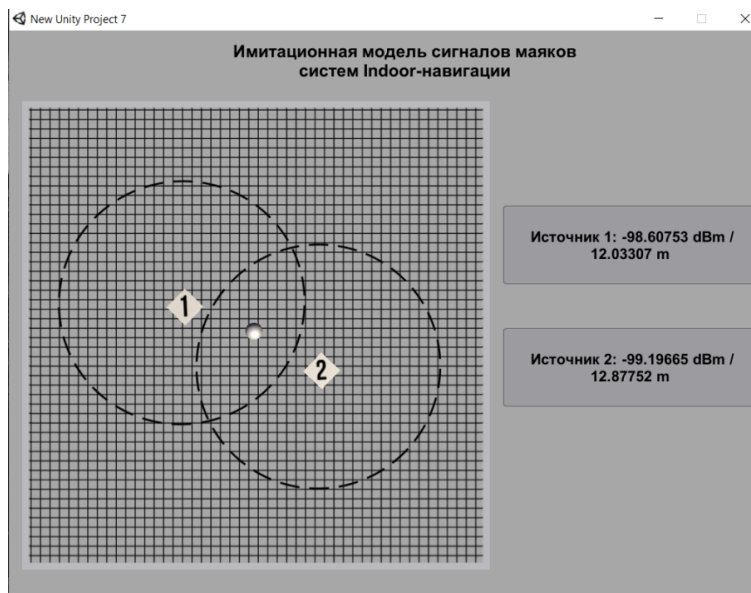 New Unity Project 7
Имитационная модель сигналов маяков
систем Indoor-навигации
1
2
Источник 1: -98.60753 dBm /
12.03307 m
Источник 2: -99.19665 dBm /
12.87752 m